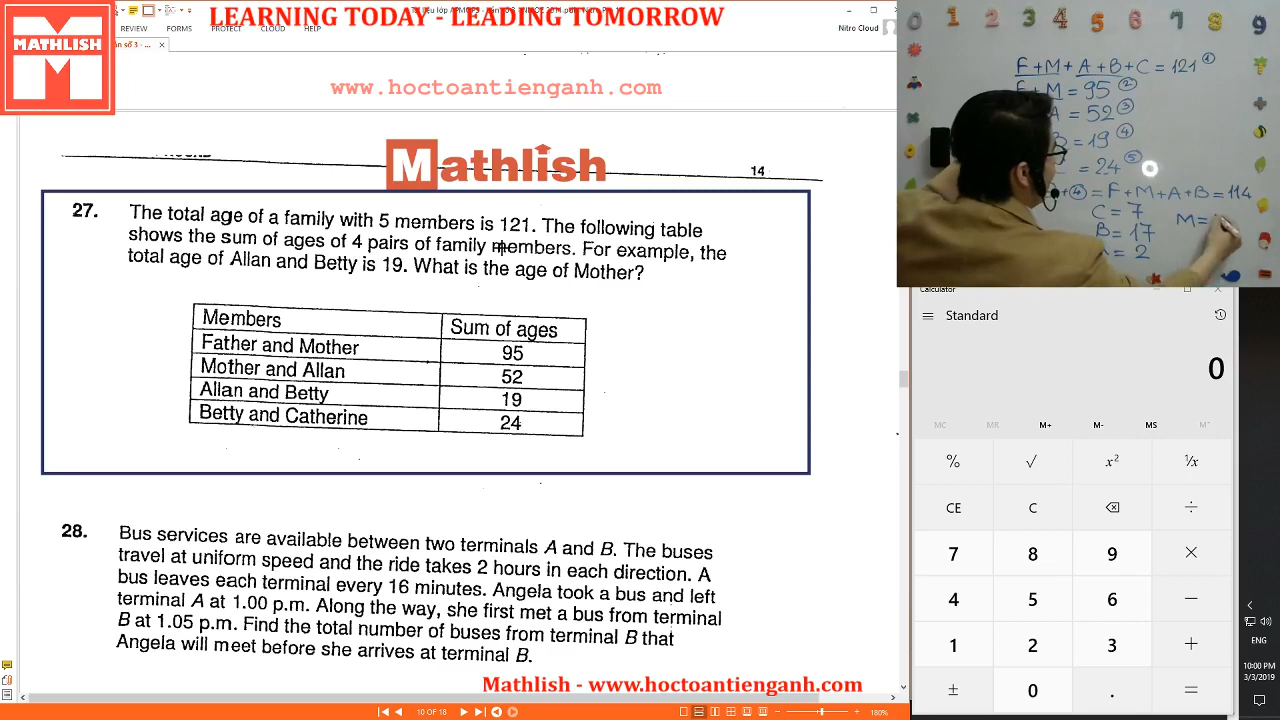 LEARNING TODAY - LEADING TOMORROW
REVIEW FORMS PROTECT CLOUD HELP
Nitro Cloud
MATHLISH
M
www.hoctoantienganh.com
Mathlish
14
27. The total age of a family with 5 members is 121. The following table
shows the sum of ages of 4 pairs of family members. For example, the
total age of Allan and Betty is 19. What is the age of Mother?
Members Sum of ages
Father and Mother 95
Mother and Allan 52
Allan and Betty 19
Betty and Catherine 24
28. Bus services are available between two terminals A and B. The buses
travel at uniform speed and the ride takes 2 hours in each direction. A
bus leaves each terminal every 16 minutes. Angela took a bus and left
terminal A at 1.00 p.m. Along the way, she first met a bus from terminal
B at 1.05 p.m. Find the total number of buses from terminal B that
Angela will meet before she arrives at terminal B.
Mathlish - www.hoctoantienganh.com
10 OF 18
180%
0 1 2 3 4 5 6 7 8 9
F + M + A + B + C = 121 ①
F + M = 95 ②
A = 52 ③
= 19 ④
= 24 ⑤
+ ④ = F + M + A + B = 114
C = 7
M =
B = 17
= 2
Calculator
Standard
0
MC MR M+ M- MS M˅
% √ x² ¹/x
CE C ⌫ ÷
7 8 9 ×
4 5 6 −
1 2 3 +
± 0 . =
ENG
10:00 PM
3/3/2019